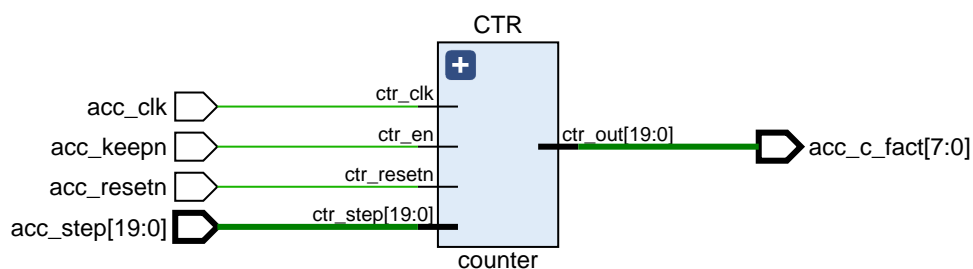 CTR
+
acc_clk
ctr_clk
acc_keepn
ctr_en
ctr_out[19:0]
acc_c_fact[7:0]
acc_resetn
ctr_resetn
acc_step[19:0]
ctr_step[19:0]
counter